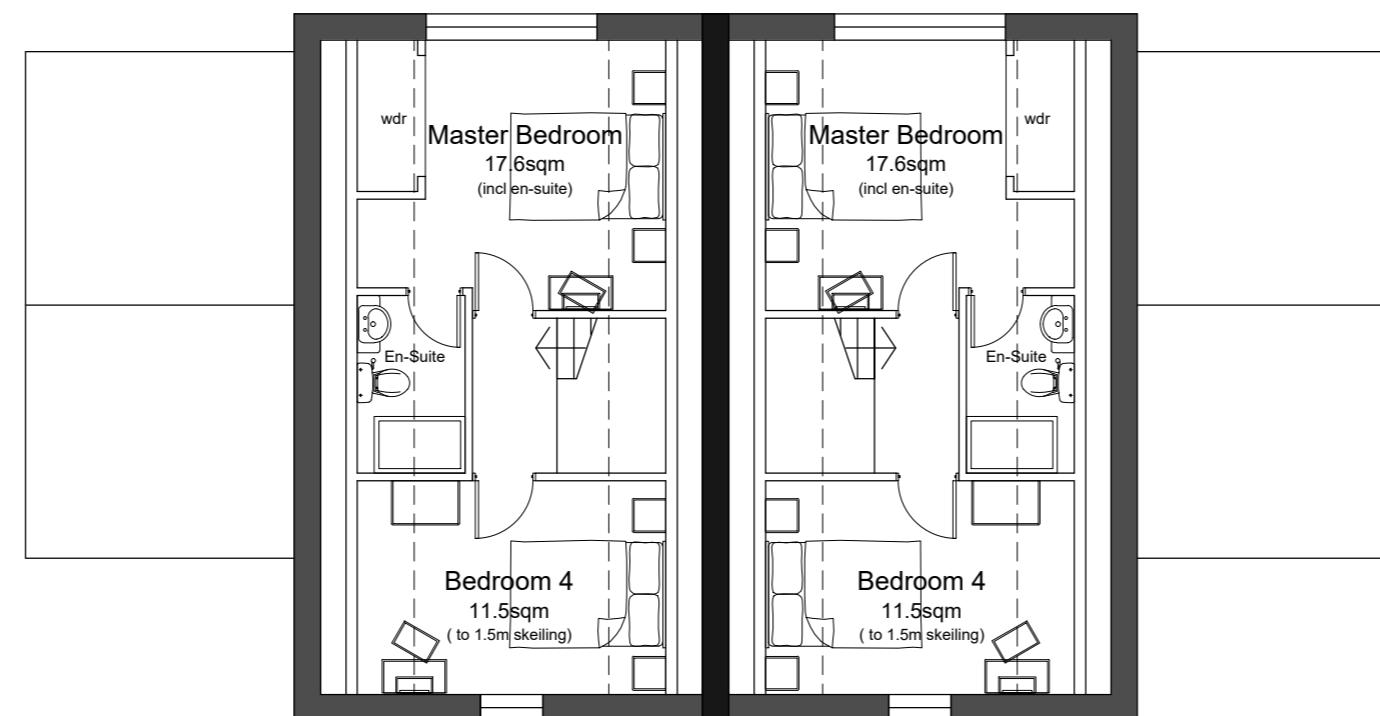 wdr
Master Bedroom
17.6sqm
(incl en-suite)
En-Suite
Bedroom 4
11.5sqm
( to 1.5m skeiling)
Master Bedroom
17.6sqm
(incl en-suite)
wdr
En-Suite
Bedroom 4
11.5sqm
( to 1.5m skeiling)